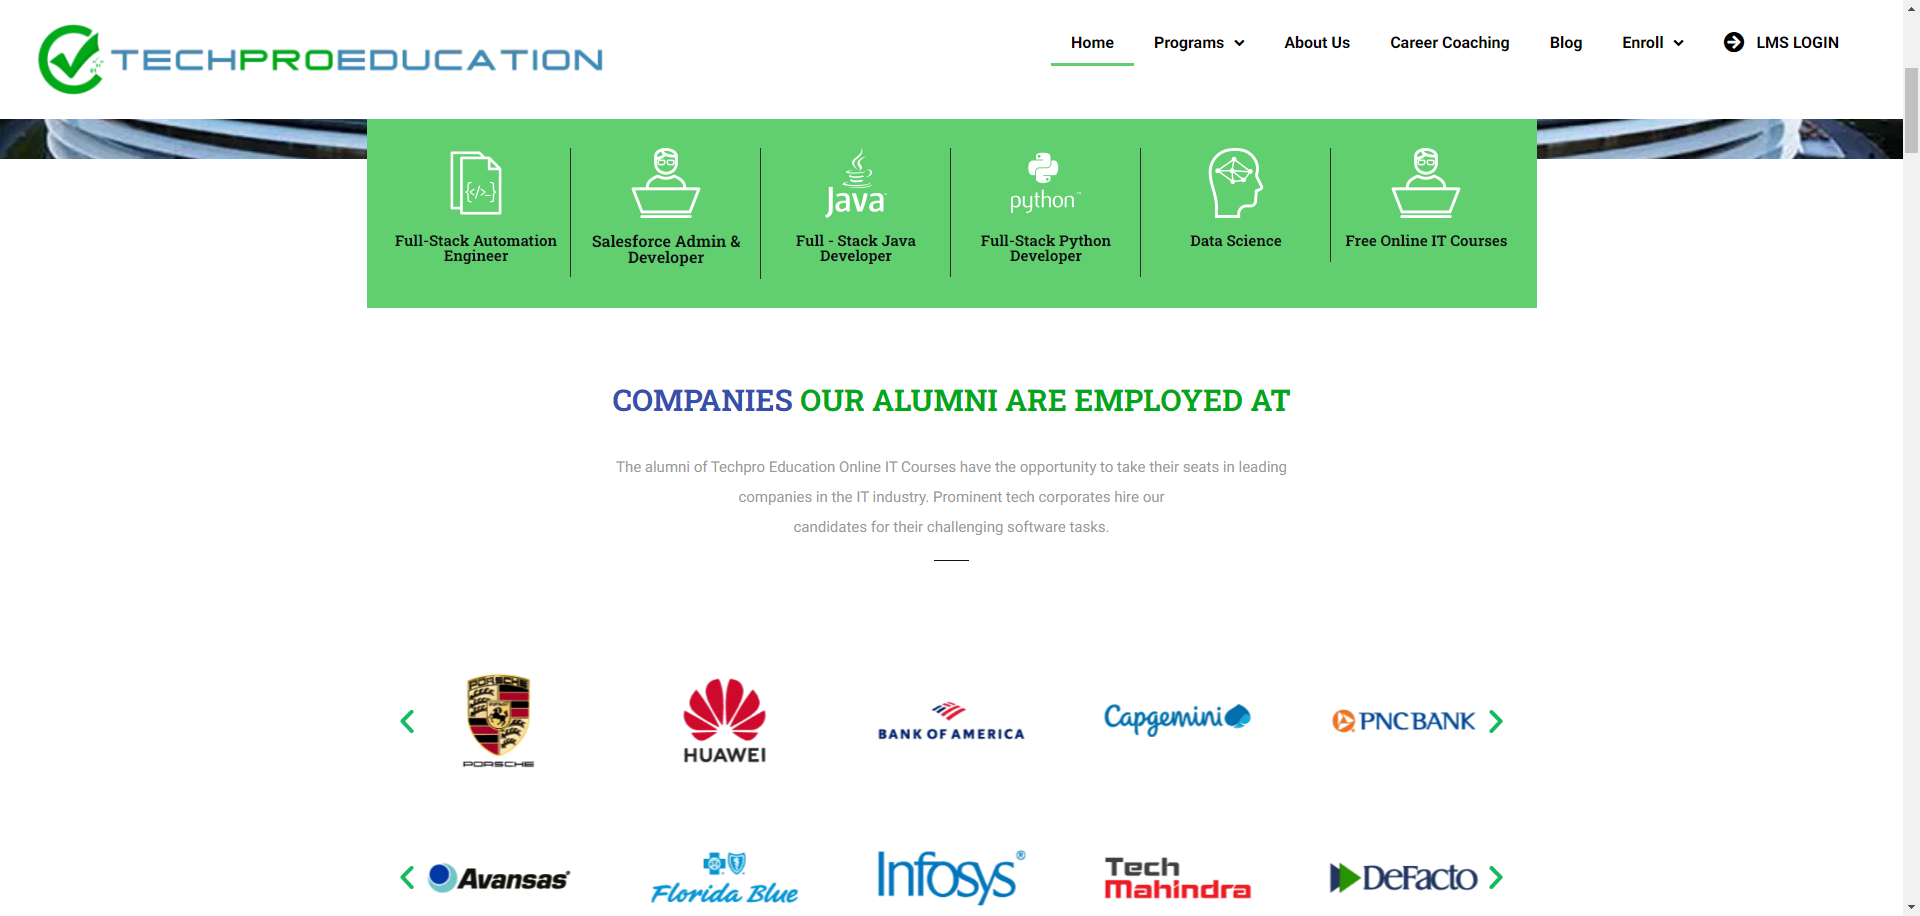 TECHPROEDUCATION
Home
Programs
About Us
Career Coaching
Blog
Enroll
LMS LOGIN
{</>_}
Full-Stack Automation
Engineer
Salesforce Admin &
Developer
Java
Full - Stack Java
Developer
python™
Full-Stack Python
Developer
Data Science
Free Online IT Courses
COMPANIES OUR ALUMNI ARE EMPLOYED AT
The alumni of Techpro Education Online IT Courses have the opportunity to take their seats in leading
companies in the IT industry. Prominent tech corporates hire our
candidates for their challenging software tasks.
PORSCHE
PORSCHE
HUAWEI
BANK OF AMERICA
Capgemini
PNC BANK
Avansas
Florida Blue
Infosys®
Tech
Mahindra
DeFacto